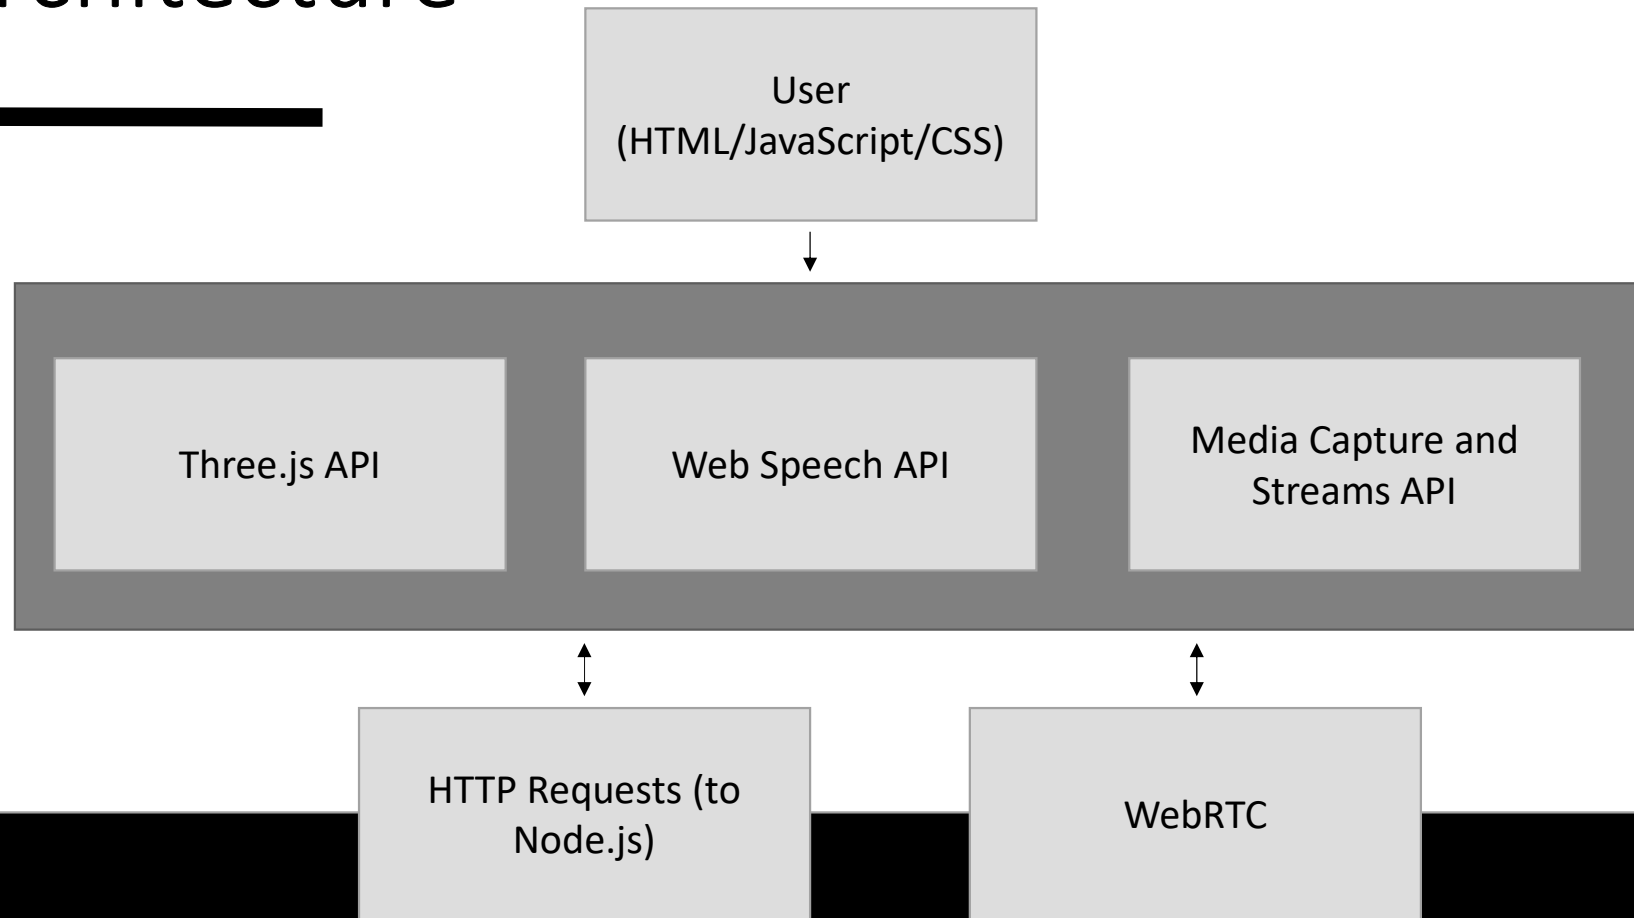 User
(HTML/JavaScript/CSS)
Three.js API
Web Speech API
Media Capture and
Streams API
HTTP Requests (to
Node.js)
WebRTC